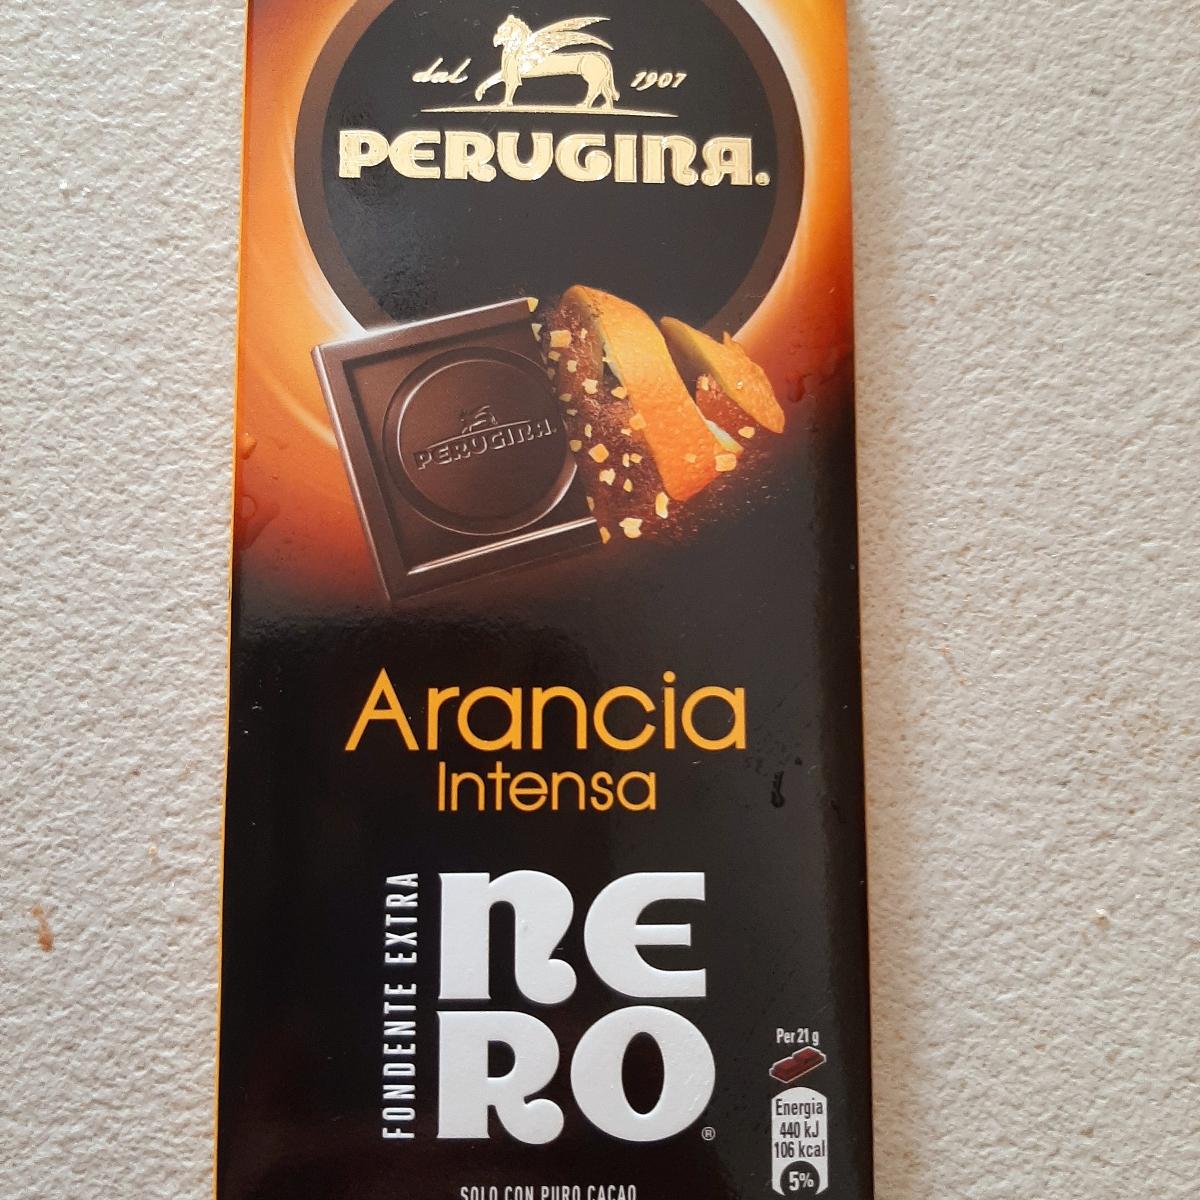 dal 1907
PERUGINA.
PERUGINA.
Arancia
Intensa
FONDENTE EXTRA
NERO®
Per 21 g
Energia
440 kJ
106 kcal
5%
SOLO CON PURO CACAO